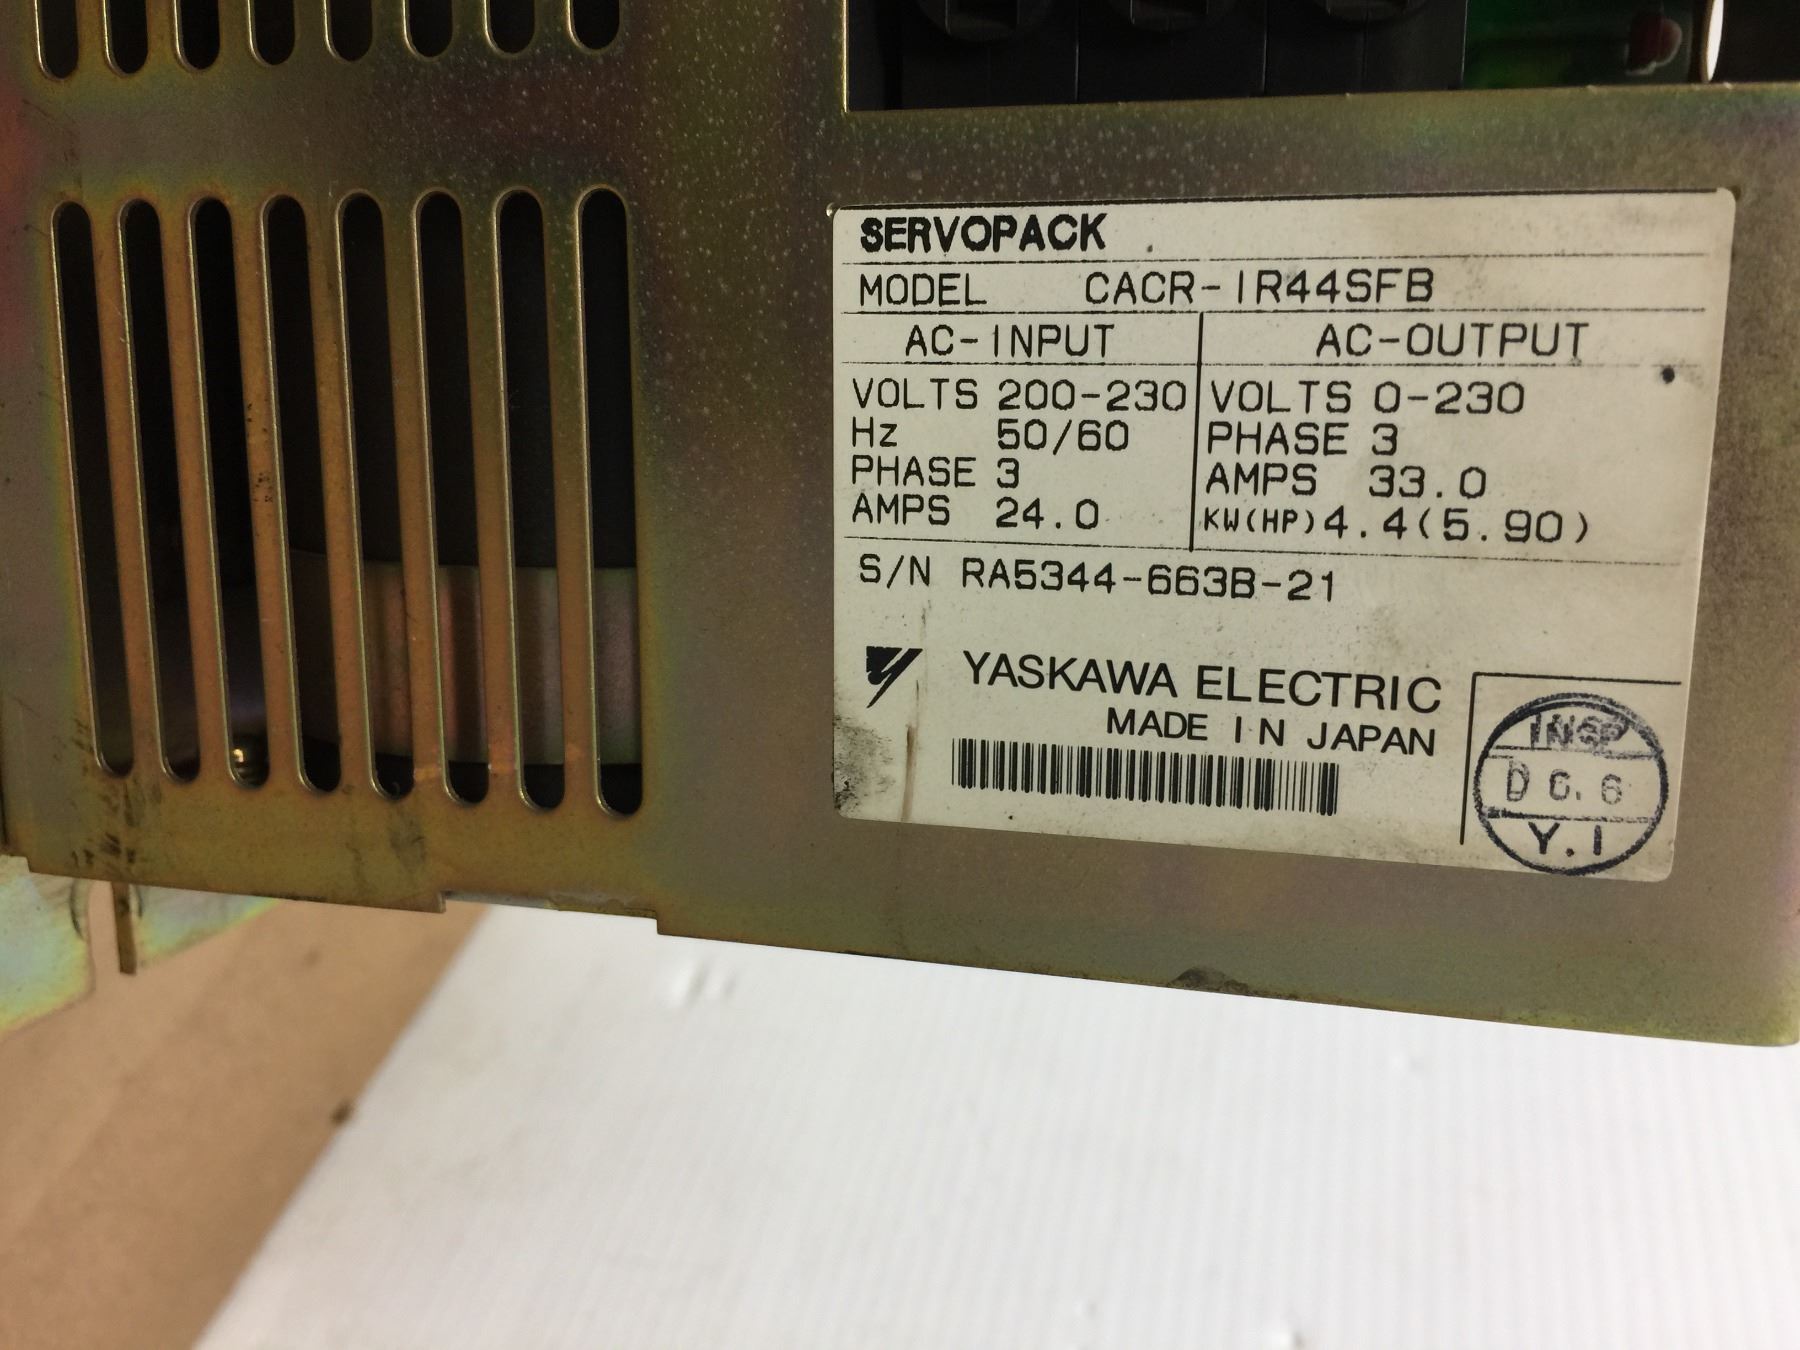 SERVOPACK
MODEL CACR-IR44SFB
AC-INPUT AC-OUTPUT
VOLTS 200-230 VOLTS 0-230
Hz 50/60 PHASE 3
PHASE 3 AMPS 33.0
AMPS 24.0 KW(HP) 4.4(5.90)
S/N RA5344-663B-21
YASKAWA ELECTRIC
MADE IN JAPAN
INSP
D 6.6
Y.I